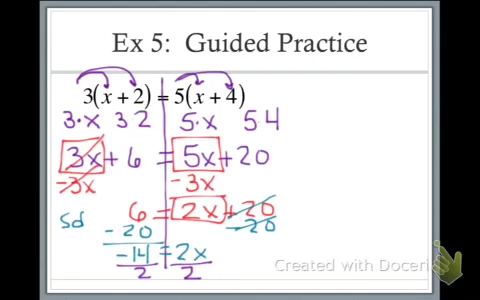 Ex 5: Guided Practice
3(x + 2) = 5(x + 4)
3·x 3 2 5·x 5·4
3x + 6 = 5x + 20
-3x -3x
6 = 2x + 20
sd - 20 -20
-14 = 2x
2 2
Created with Doceri